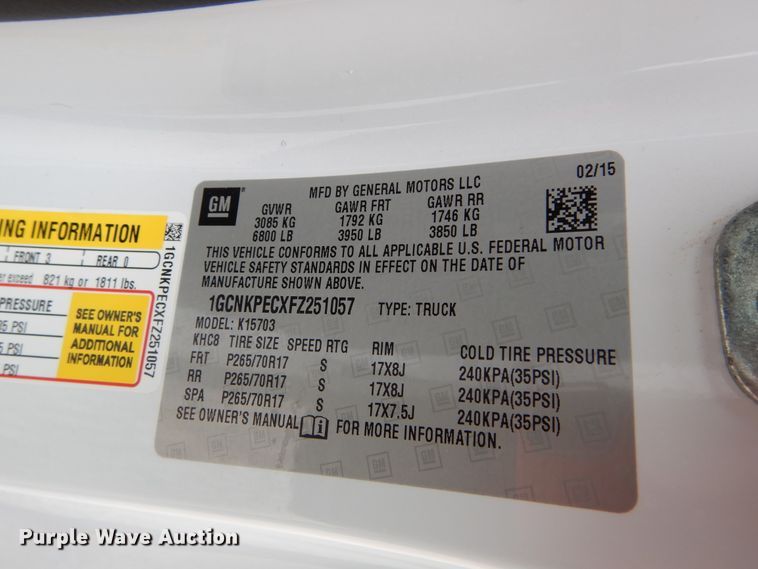 NG INFORMATION
FRONT 3 REAR 0
exceed 821 kg or 1811 lbs.
PRESSURE
5 PSI
PSI
SEE OWNER'S
MANUAL FOR
ADDITIONAL
INFORMATION
1GCNKPECXFZ251057
GM
MFD BY GENERAL MOTORS LLC
02/15
GVWR GAWR FRT GAWR RR
3085 KG 1792 KG 1746 KG
6800 LB 3950 LB 3850 LB
THIS VEHICLE CONFORMS TO ALL APPLICABLE U.S. FEDERAL MOTOR
VEHICLE SAFETY STANDARDS IN EFFECT ON THE DATE OF
MANUFACTURE SHOWN ABOVE.
1GCNKPECXFZ251057 TYPE: TRUCK
MODEL: K15703
KHC8 TIRE SIZE SPEED RTG RIM COLD TIRE PRESSURE
FRT P265/70R17 S 17X8J 240KPA(35PSI)
RR P265/70R17 S 17X8J 240KPA(35PSI)
SPA P265/70R17 S 17X7.5J 240KPA(35PSI)
SEE OWNER'S MANUAL FOR MORE INFORMATION.
Purple Wave Auction